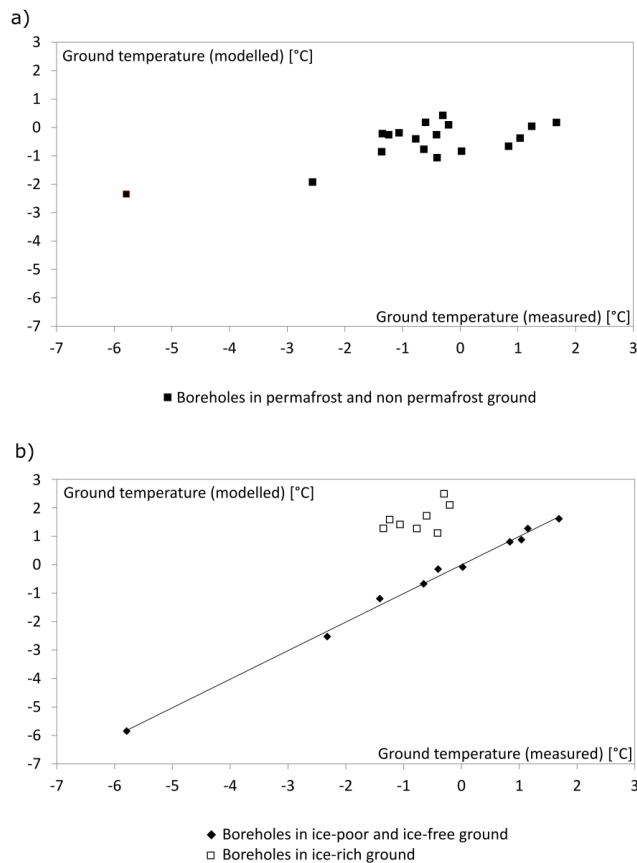 a)
3
Ground temperature (modelled) [°C]
2
1
0
-1
-2
-3
-4
-5
-6
Ground temperature (measured) [°C]
-7
-7 -6 -5 -4 -3 -2 -1 0 1 2 3
Boreholes in permafrost and non permafrost ground
b)
3
Ground temperature (modelled) [°C]
2
1
0
-1
-2
-3
-4
-5
-6
Ground temperature (measured) [°C]
-7
-7 -6 -5 -4 -3 -2 -1 0 1 2 3
Boreholes in ice-poor and ice-free ground
Boreholes in ice-rich ground